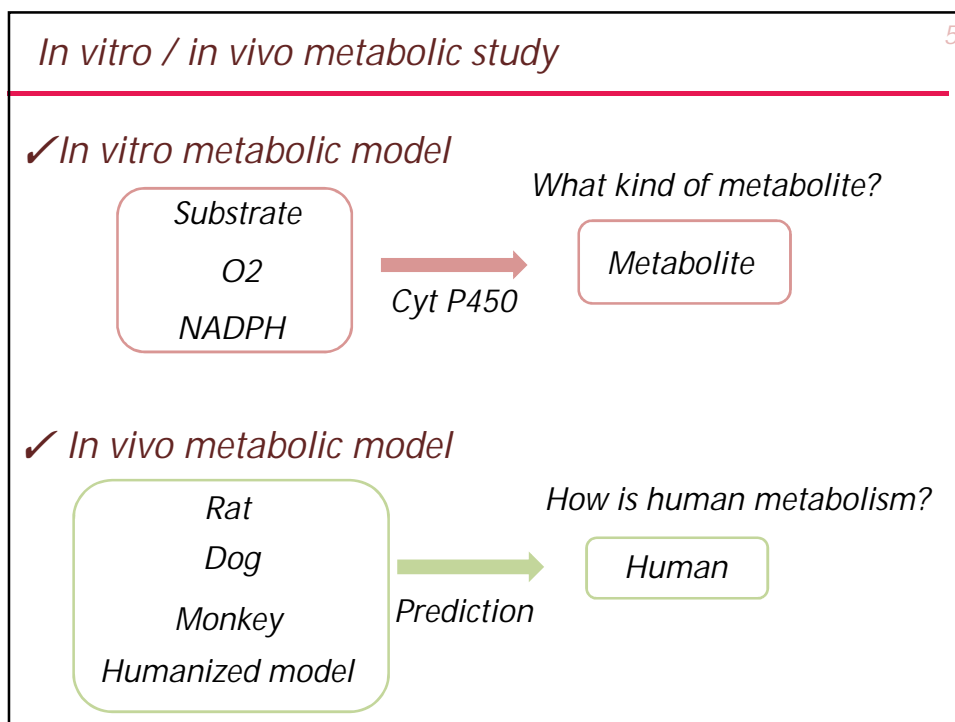 In vitro / in vivo metabolic study
5
✓In vitro metabolic model
What kind of metabolite?
Substrate
O2
NADPH
Cyt P450
Metabolite
✓ In vivo metabolic model
How is human metabolism?
Rat
Dog
Monkey
Humanized model
Prediction
Human